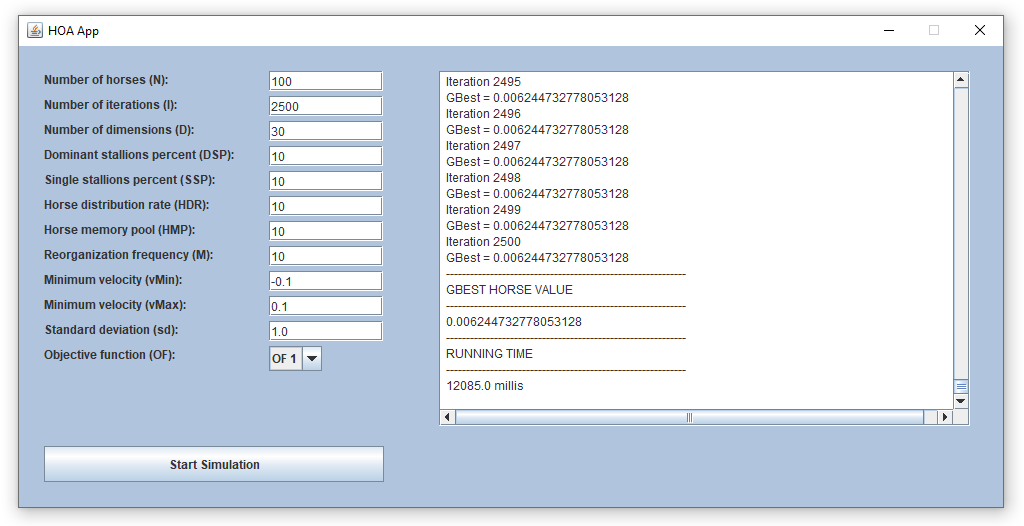 HOA App
Number of horses (N): 100
Number of iterations (I): 2500
Number of dimensions (D): 30
Dominant stallions percent (DSP): 10
Single stallions percent (SSP): 10
Horse distribution rate (HDR): 10
Horse memory pool (HMP): 10
Reorganization frequency (M): 10
Minimum velocity (vMin): -0.1
Minimum velocity (vMax): 0.1
Standard deviation (sd): 1.0
Objective function (OF): OF 1
Start Simulation
Iteration 2495
GBest = 0.006244732778053128
Iteration 2496
GBest = 0.006244732778053128
Iteration 2497
GBest = 0.006244732778053128
Iteration 2498
GBest = 0.006244732778053128
Iteration 2499
GBest = 0.006244732778053128
Iteration 2500
GBest = 0.006244732778053128
------------------------------------------------------------
GBEST HORSE VALUE
------------------------------------------------------------
0.006244732778053128
------------------------------------------------------------
RUNNING TIME
------------------------------------------------------------
12085.0 millis